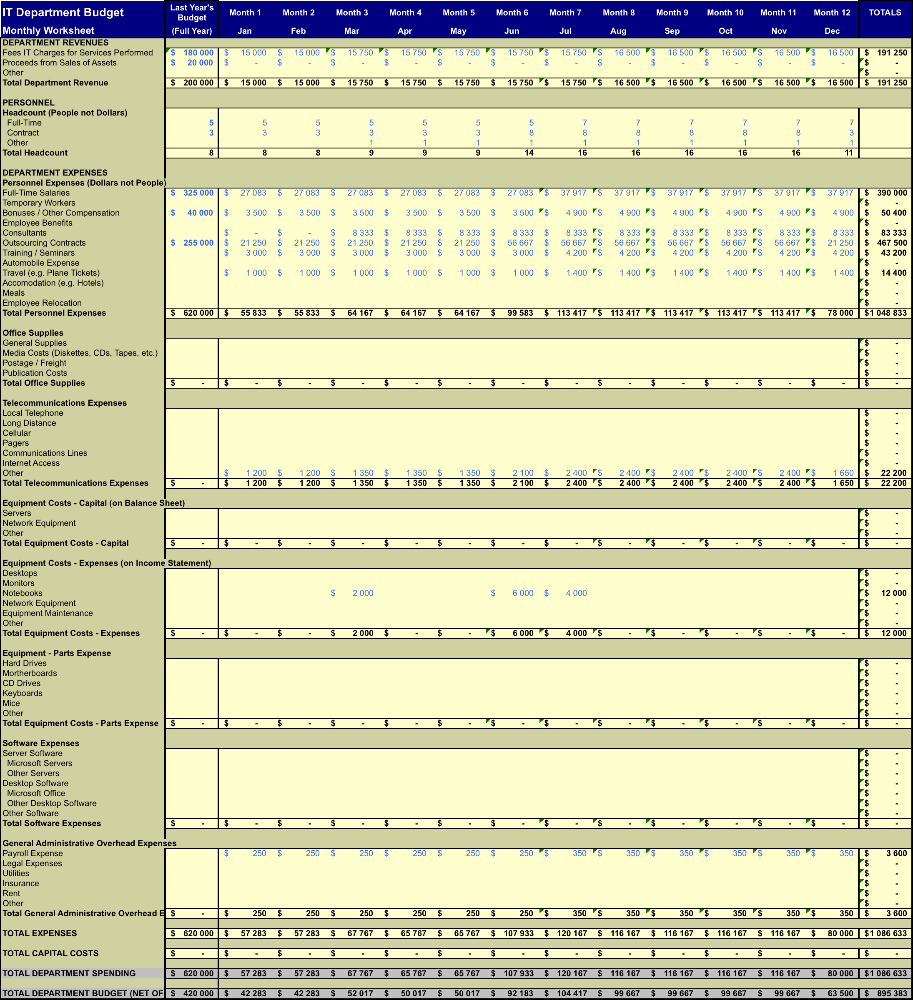 IT Department Budget Last Year's Budget Month 1 Month 2 Month 3 Month 4 Month 5 Month 6 Month 7 Month 8 Month 9 Month 10 Month 11 Month 12 TOTALS
Monthly Worksheet (Full Year) Jan Feb Mar Apr May Jun Jul Aug Sep Oct Nov Dec
DEPARTMENT REVENUES
Fees IT Charges for Services Performed $ 180 000 $ 15 000 $ 15 000 $ 15 750 $ 15 750 $ 15 750 $ 15 750 $ 15 750 $ 16 500 $ 16 500 $ 16 500 $ 16 500 $ 16 500 $ 191 250
Proceeds from Sales of Assets $ 20 000 $ - $ - $ - $ - $ - $ - $ - $ - $ - $ - $ - $ - $ -
Other $ -
Total Department Revenue $ 200 000 $ 15 000 $ 15 000 $ 15 750 $ 15 750 $ 15 750 $ 15 750 $ 15 750 $ 16 500 $ 16 500 $ 16 500 $ 16 500 $ 16 500 $ 191 250
PERSONNEL
Headcount (People not Dollars)
Full-Time 5 5 5 5 5 5 5 7 7 7 7 7 7
Contract 3 3 3 3 3 3 8 8 8 8 8 8 3
Other 1 1 1 1 1 1 1 1 1 1
Total Headcount 8 8 8 9 9 9 14 16 16 16 16 16 11
DEPARTMENT EXPENSES
Personnel Expenses (Dollars not People)
Full-Time Salaries $ 325 000 $ 27 083 $ 27 083 $ 27 083 $ 27 083 $ 27 083 $ 27 083 $ 37 917 $ 37 917 $ 37 917 $ 37 917 $ 37 917 $ 37 917 $ 390 000
Temporary Workers $ -
Bonuses / Other Compensation $ 40 000 $ 3 500 $ 3 500 $ 3 500 $ 3 500 $ 3 500 $ 3 500 $ 4 900 $ 4 900 $ 4 900 $ 4 900 $ 4 900 $ 4 900 $ 50 400
Employee Benefits $ -
Consultants $ - $ - $ 8 333 $ 8 333 $ 8 333 $ 8 333 $ 8 333 $ 8 333 $ 8 333 $ 8 333 $ 8 333 $ 8 333 $ 83 333
Outsourcing Contracts $ 255 000 $ 21 250 $ 21 250 $ 21 250 $ 21 250 $ 21 250 $ 56 667 $ 56 667 $ 56 667 $ 56 667 $ 56 667 $ 56 667 $ 21 250 $ 467 500
Training / Seminars $ 3 000 $ 3 000 $ 3 000 $ 3 000 $ 3 000 $ 3 000 $ 4 200 $ 4 200 $ 4 200 $ 4 200 $ 4 200 $ 4 200 $ 43 200
Automobile Expense $ -
Travel (e.g. Plane Tickets) $ 1 000 $ 1 000 $ 1 000 $ 1 000 $ 1 000 $ 1 000 $ 1 400 $ 1 400 $ 1 400 $ 1 400 $ 1 400 $ 1 400 $ 14 400
Accomodation (e.g. Hotels) $ -
Meals $ -
Employee Relocation $ -
Total Personnel Expenses $ 620 000 $ 55 833 $ 55 833 $ 64 167 $ 64 167 $ 64 167 $ 99 583 $ 113 417 $ 113 417 $ 113 417 $ 113 417 $ 113 417 $ 78 000 $1 048 833
Office Supplies
General Supplies $ -
Media Costs (Diskettes, CDs, Tapes, etc.) $ -
Postage / Freight $ -
Publication Costs $ -
Total Office Supplies $ - $ - $ - $ - $ - $ - $ - $ - $ - $ - $ - $ - $ - $ -
Telecommunications Expenses
Local Telephone $ -
Long Distance $ -
Cellular $ -
Pagers $ -
Communications Lines $ -
Internet Access $ -
Other $ 1 200 $ 1 200 $ 1 350 $ 1 350 $ 1 350 $ 2 100 $ 2 400 $ 2 400 $ 2 400 $ 2 400 $ 2 400 $ 1 650 $ 22 200
Total Telecommunications Expenses $ - $ 1 200 $ 1 200 $ 1 350 $ 1 350 $ 1 350 $ 2 100 $ 2 400 $ 2 400 $ 2 400 $ 2 400 $ 2 400 $ 1 650 $ 22 200
Equipment Costs - Capital (on Balance Sheet)
Servers $ -
Network Equipment $ -
Other $ -
Total Equipment Costs - Capital $ - $ - $ - $ - $ - $ - $ - $ - $ - $ - $ - $ - $ - $ -
Equipment Costs - Expenses (on Income Statement)
Desktops $ -
Monitors $ -
Notebooks $ 2 000 $ 6 000 $ 4 000 $ 12 000
Network Equipment $ -
Equipment Maintenance $ -
Other $ -
Total Equipment Costs - Expenses $ - $ - $ - $ 2 000 $ - $ - $ 6 000 $ 4 000 $ - $ - $ - $ - $ - $ 12 000
Equipment - Parts Expense
Hard Drives $ -
Mortherboards $ -
CD Drives $ -
Keyboards $ -
Mice $ -
Other $ -
Total Equipment Costs - Parts Expense $ - $ - $ - $ - $ - $ - $ - $ - $ - $ - $ - $ - $ - $ -
Software Expenses
Server Software $ -
Microsoft Servers $ -
Other Servers $ -
Desktop Software $ -
Microsoft Office $ -
Other Desktop Software $ -
Other Software $ -
Total Software Expenses $ - $ - $ - $ - $ - $ - $ - $ - $ - $ - $ - $ - $ - $ -
General Administrative Overhead Expenses
Payroll Expense $ 250 $ 250 $ 250 $ 250 $ 250 $ 250 $ 350 $ 350 $ 350 $ 350 $ 350 $ 350 $ 3 600
Legal Expenses $ -
Utilities $ -
Insurance $ -
Rent $ -
Other $ -
Total General Administrative Overhead E $ - $ 250 $ 250 $ 250 $ 250 $ 250 $ 250 $ 350 $ 350 $ 350 $ 350 $ 350 $ 350 $ 3 600
TOTAL EXPENSES $ 620 000 $ 57 283 $ 57 283 $ 67 767 $ 65 767 $ 65 767 $ 107 933 $ 120 167 $ 116 167 $ 116 167 $ 116 167 $ 116 167 $ 80 000 $1 086 633
TOTAL CAPITAL COSTS $ - $ - $ - $ - $ - $ - $ - $ - $ - $ - $ - $ - $ - $ -
TOTAL DEPARTMENT SPENDING $ 620 000 $ 57 283 $ 57 283 $ 67 767 $ 65 767 $ 65 767 $ 107 933 $ 120 167 $ 116 167 $ 116 167 $ 116 167 $ 116 167 $ 80 000 $1 086 633
TOTAL DEPARTMENT BUDGET (NET OF $ 420 000 $ 42 283 $ 42 283 $ 52 017 $ 50 017 $ 50 017 $ 92 183 $ 104 417 $ 99 667 $ 99 667 $ 99 667 $ 99 667 $ 63 500 $ 895 383